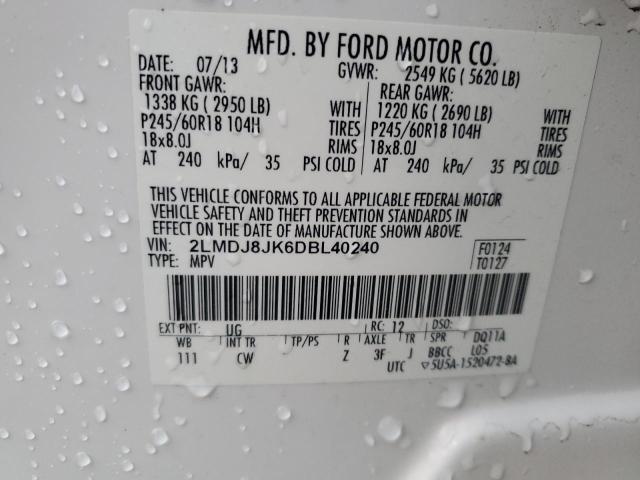 MFD. BY FORD MOTOR CO.
DATE: 07/13 GVWR: 2549 KG (5620 LB)
FRONT GAWR: REAR GAWR:
1338 KG (2950 LB) WITH 1220 KG (2690 LB) WITH
P245/60R18 104H TIRES P245/60R18 104H TIRES
18x8.0J RIMS 18x8.0J RIMS
AT 240 kPa/ 35 PSI COLD AT 240 kPa/ 35 PSI COLD
THIS VEHICLE CONFORMS TO ALL APPLICABLE FEDERAL MOTOR
VEHICLE SAFETY AND THEFT PREVENTION STANDARDS IN
EFFECT ON THE DATE OF MANUFACTURE SHOWN ABOVE.
VIN: 2LMDJ8JK6DBL40240 F0124
TYPE: MPV T0127
EXT PNT: UG RC: 12 DSO:
WB INT TR TP/PS R AXLE TR SPR DQ11A
111 CW Z 3F J BBCC LOS
UTC ▽5U5A-1520472-BA